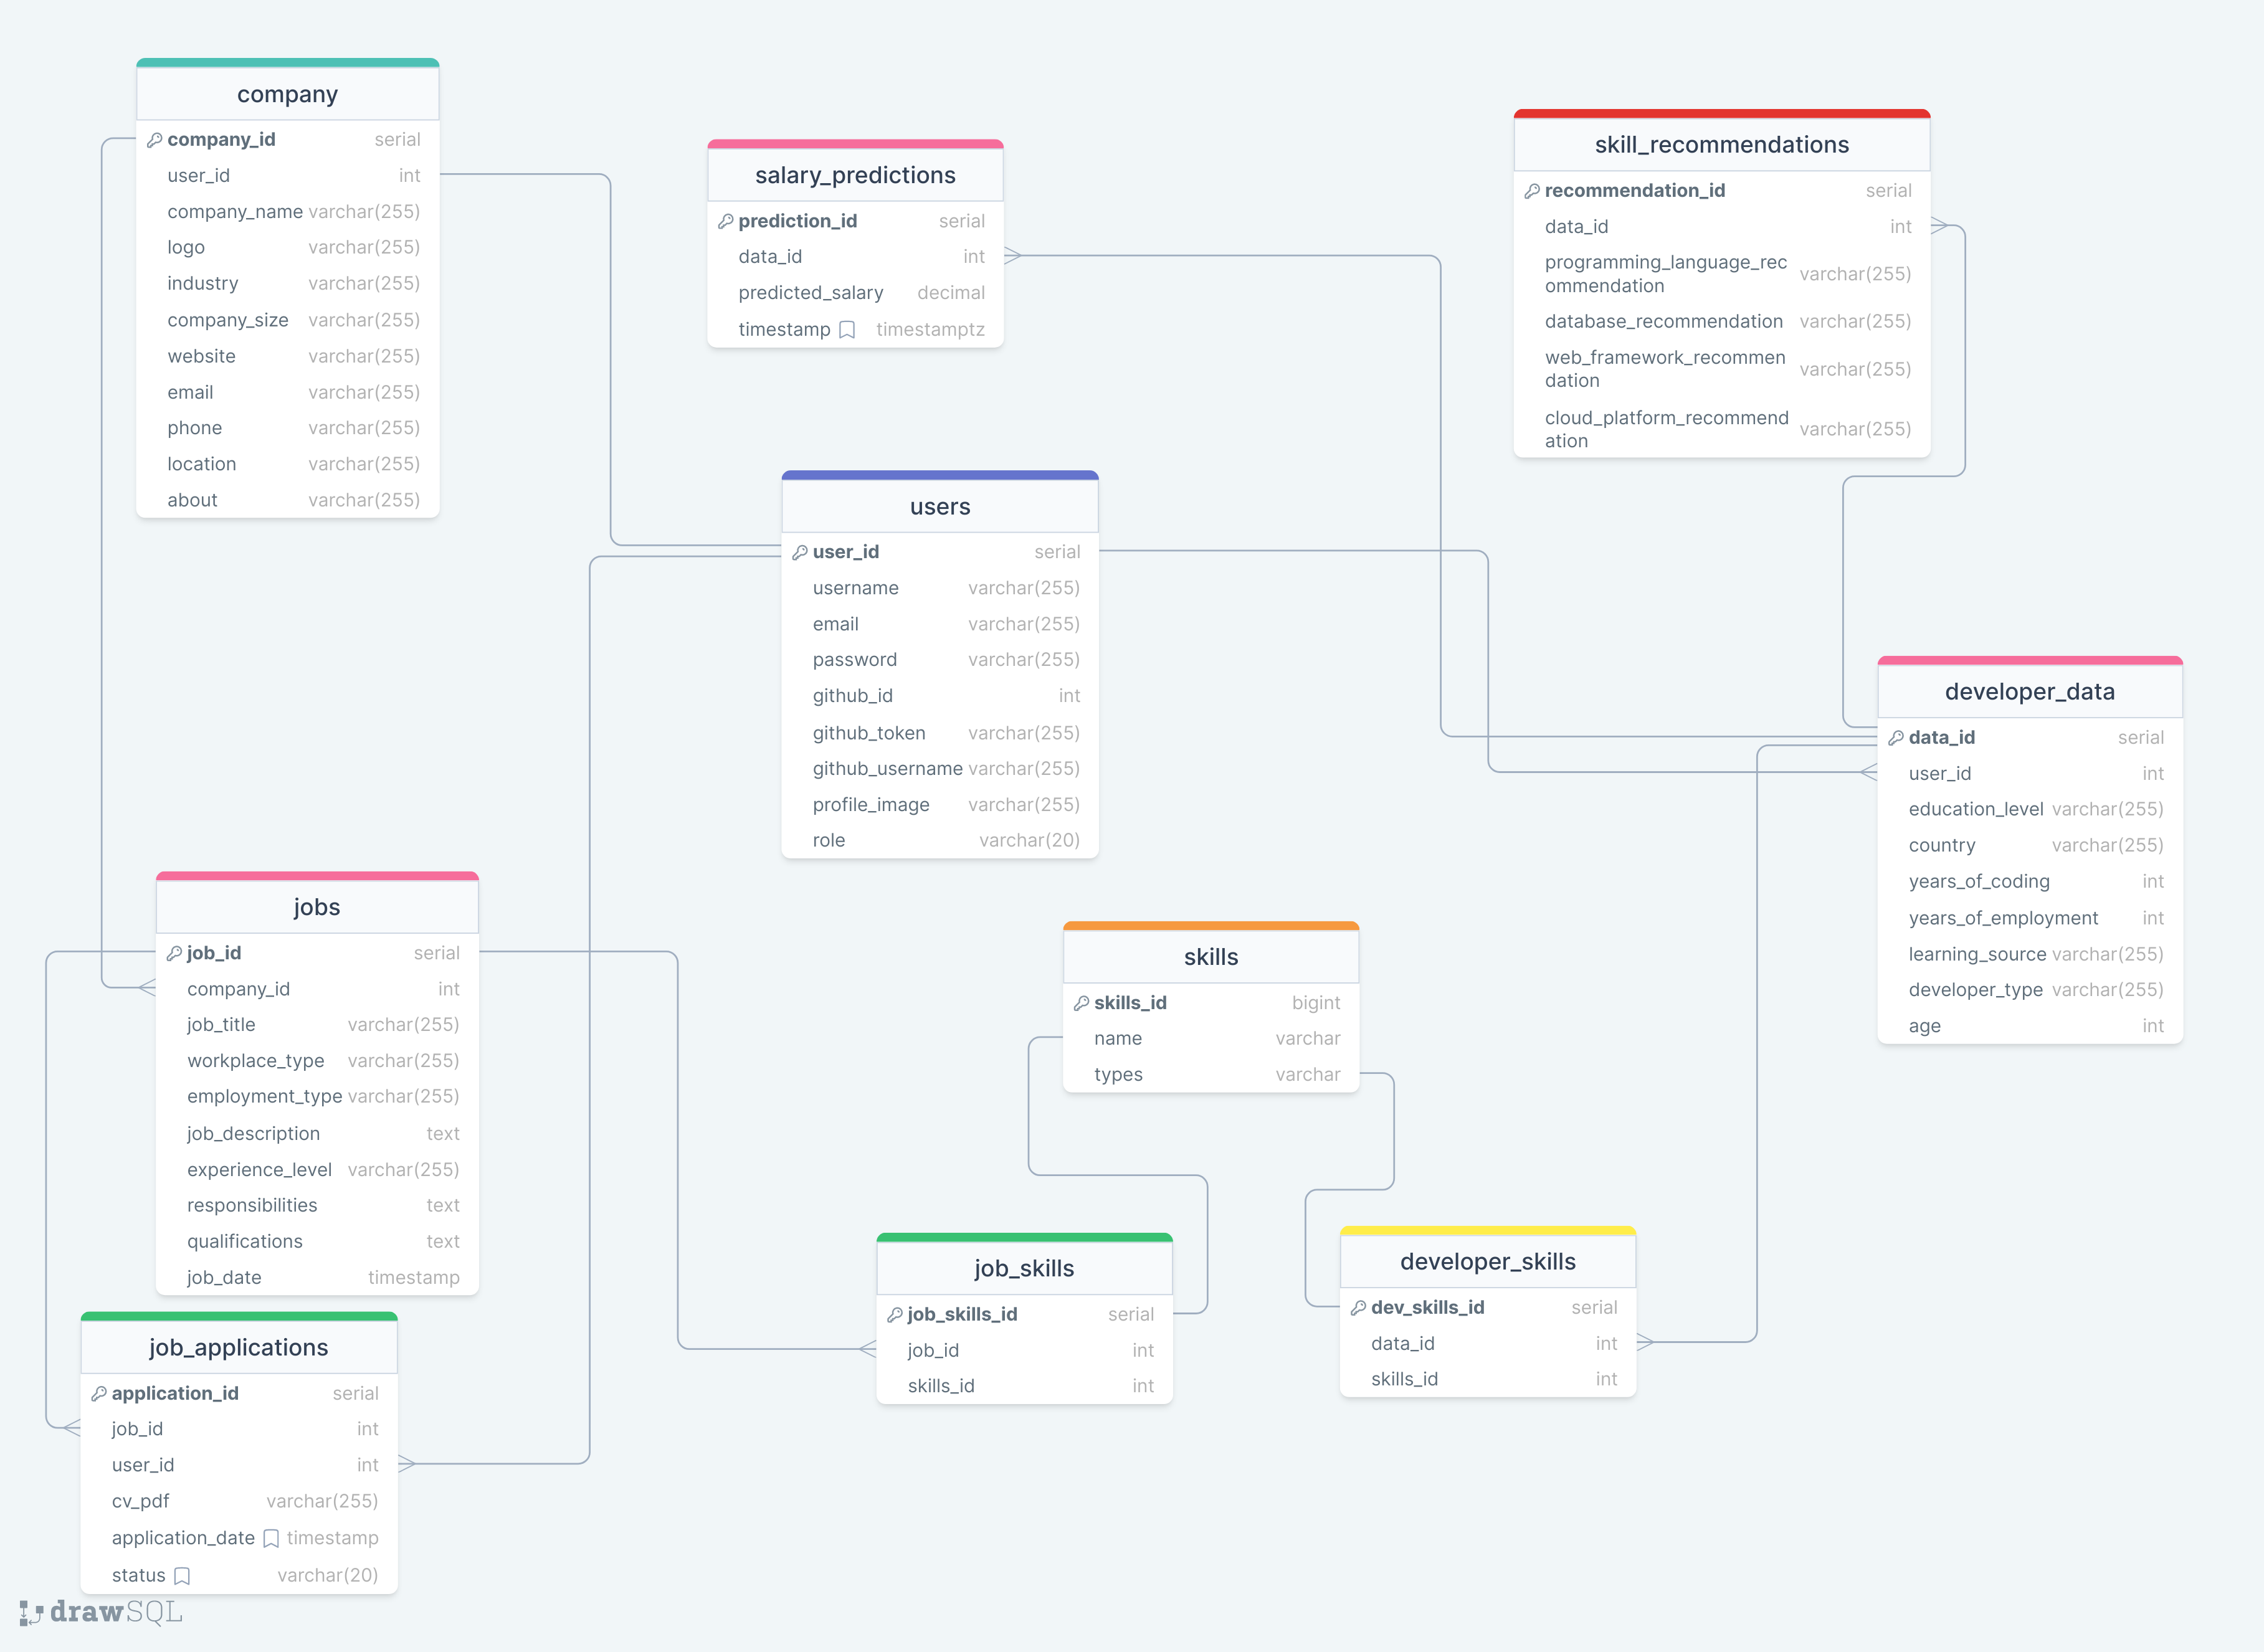 company
company_id serial
user_id int
company_name varchar(255)
logo varchar(255)
industry varchar(255)
company_size varchar(255)
website varchar(255)
email varchar(255)
phone varchar(255)
location varchar(255)
about varchar(255)
salary_predictions
prediction_id serial
data_id int
predicted_salary decimal
timestamp timestamptz
skill_recommendations
recommendation_id serial
data_id int
programming_language_rec
ommendation varchar(255)
database_recommendation varchar(255)
web_framework_recommen
dation varchar(255)
cloud_platform_recommend
ation varchar(255)
users
user_id serial
username varchar(255)
email varchar(255)
password varchar(255)
github_id int
github_token varchar(255)
github_username varchar(255)
profile_image varchar(255)
role varchar(20)
developer_data
data_id serial
user_id int
education_level varchar(255)
country varchar(255)
years_of_coding int
years_of_employment int
learning_source varchar(255)
developer_type varchar(255)
age int
jobs
job_id serial
company_id int
job_title varchar(255)
workplace_type varchar(255)
employment_type varchar(255)
job_description text
experience_level varchar(255)
responsibilities text
qualifications text
job_date timestamp
skills
skills_id bigint
name varchar
types varchar
job_skills
job_skills_id serial
job_id int
skills_id int
developer_skills
dev_skills_id serial
data_id int
skills_id int
job_applications
application_id serial
job_id int
user_id int
cv_pdf varchar(255)
application_date timestamp
status varchar(20)
drawSQL